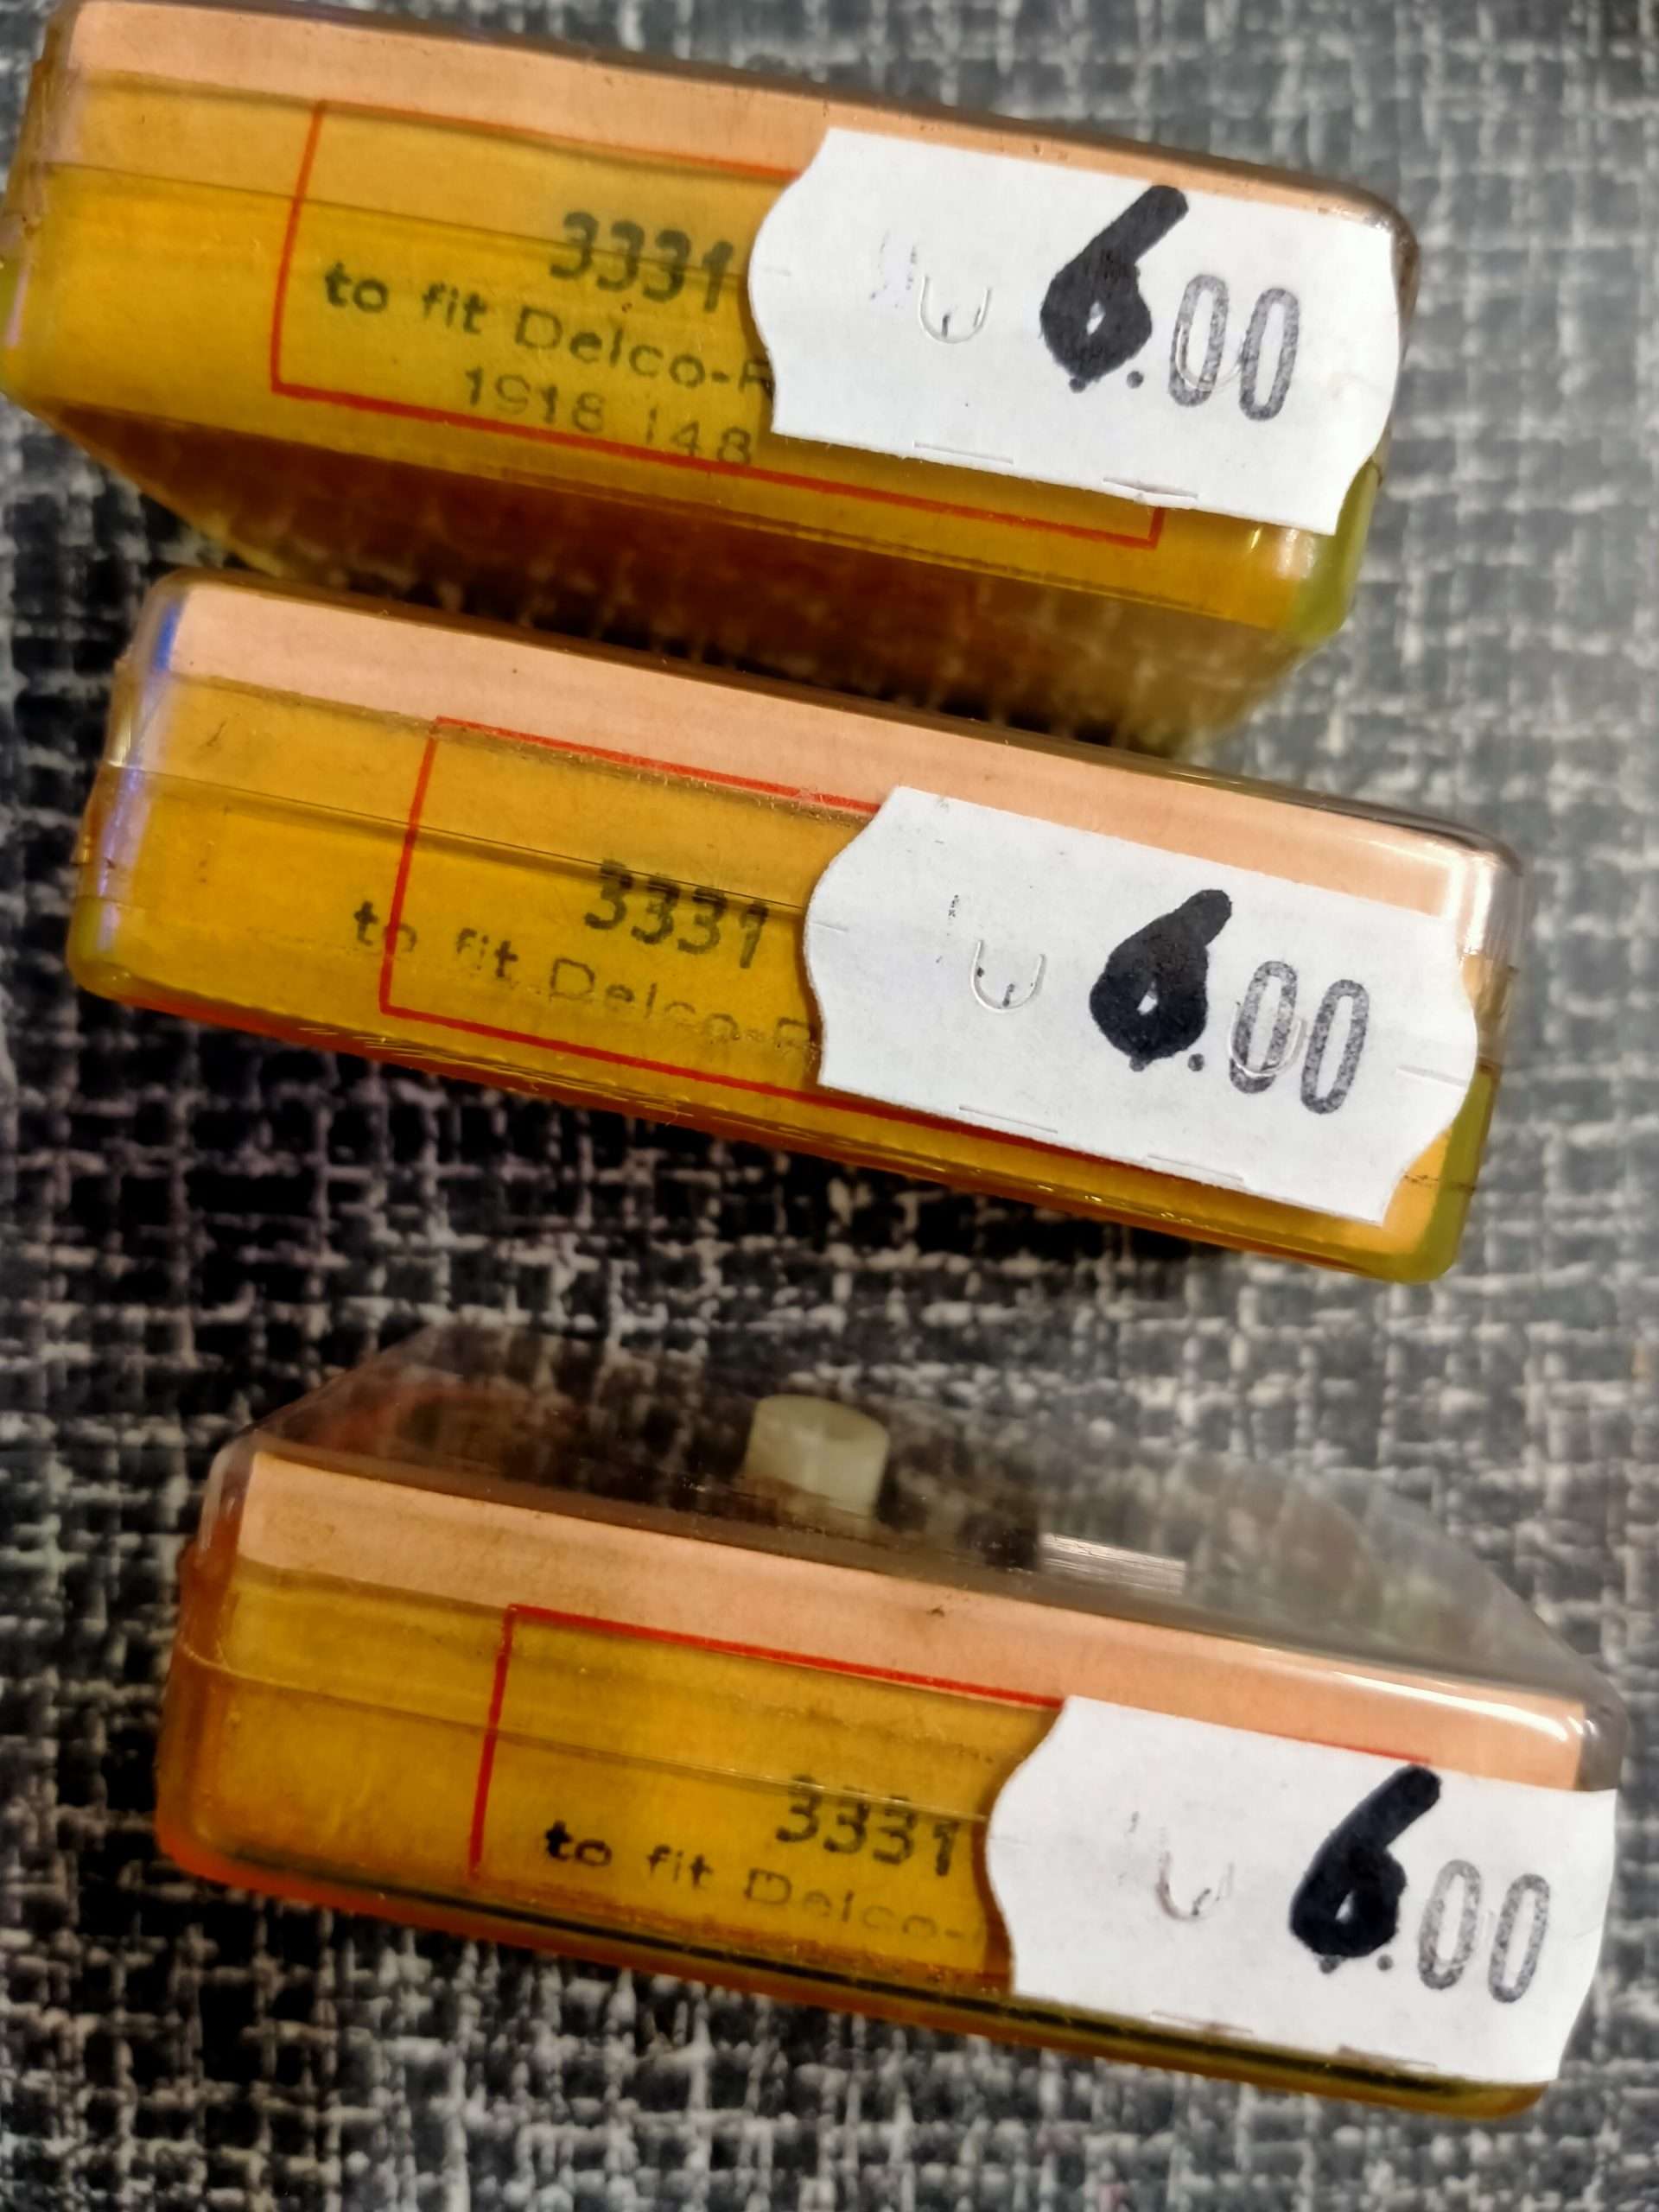 3331
to fit Delco-R
1918 148
6.00
3331
to fit Delco-R
6.00
3331
to fit Delco-
6.00